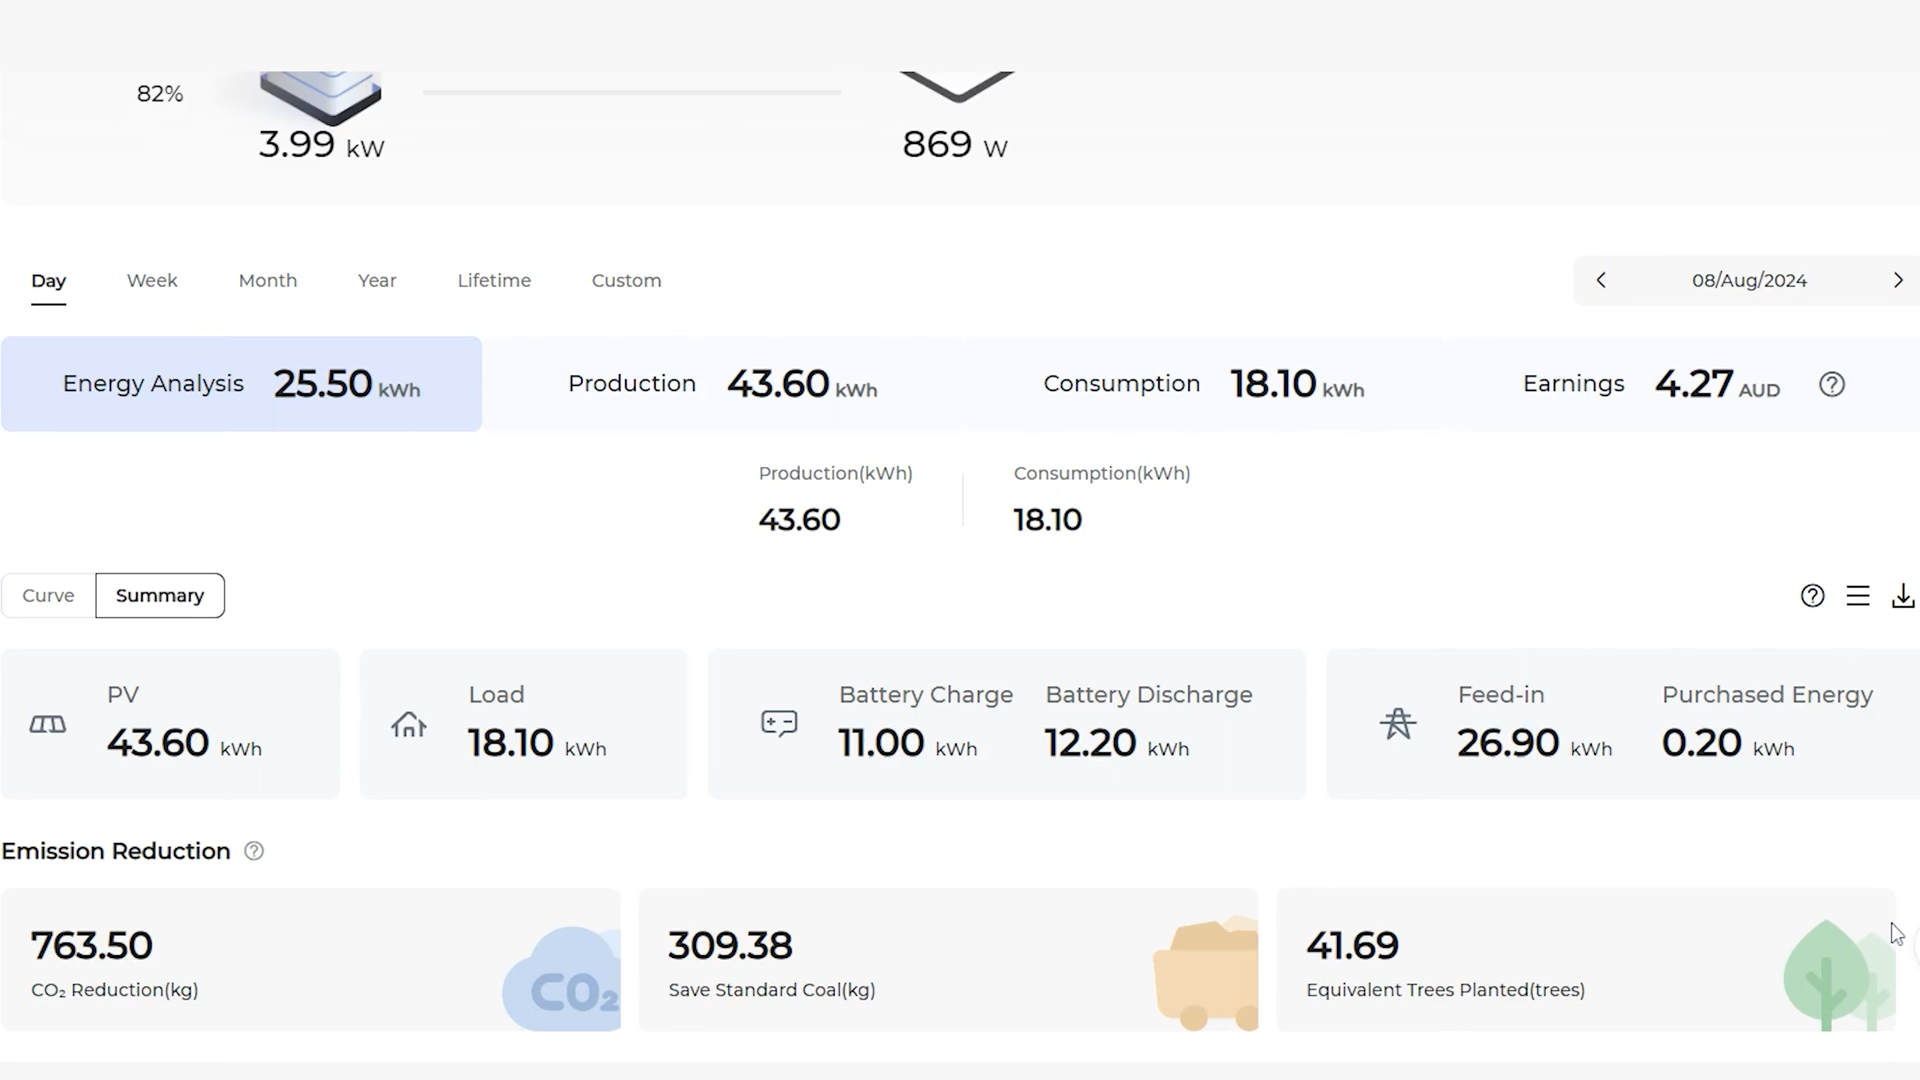 82%
3.99 kW
869 W
Day Week Month Year Lifetime Custom
08/Aug/2024
Energy Analysis 25.50 kWh
Production 43.60 kWh
Consumption 18.10 kWh
Earnings 4.27 AUD
Production(kWh) Consumption(kWh)
43.60 18.10
Curve Summary
PV
43.60 kWh
Load
18.10 kWh
Battery Charge Battery Discharge
11.00 kWh 12.20 kWh
Feed-in Purchased Energy
26.90 kWh 0.20 kWh
Emission Reduction
763.50
CO₂ Reduction(kg)
CO₂
309.38
Save Standard Coal(kg)
41.69
Equivalent Trees Planted(trees)